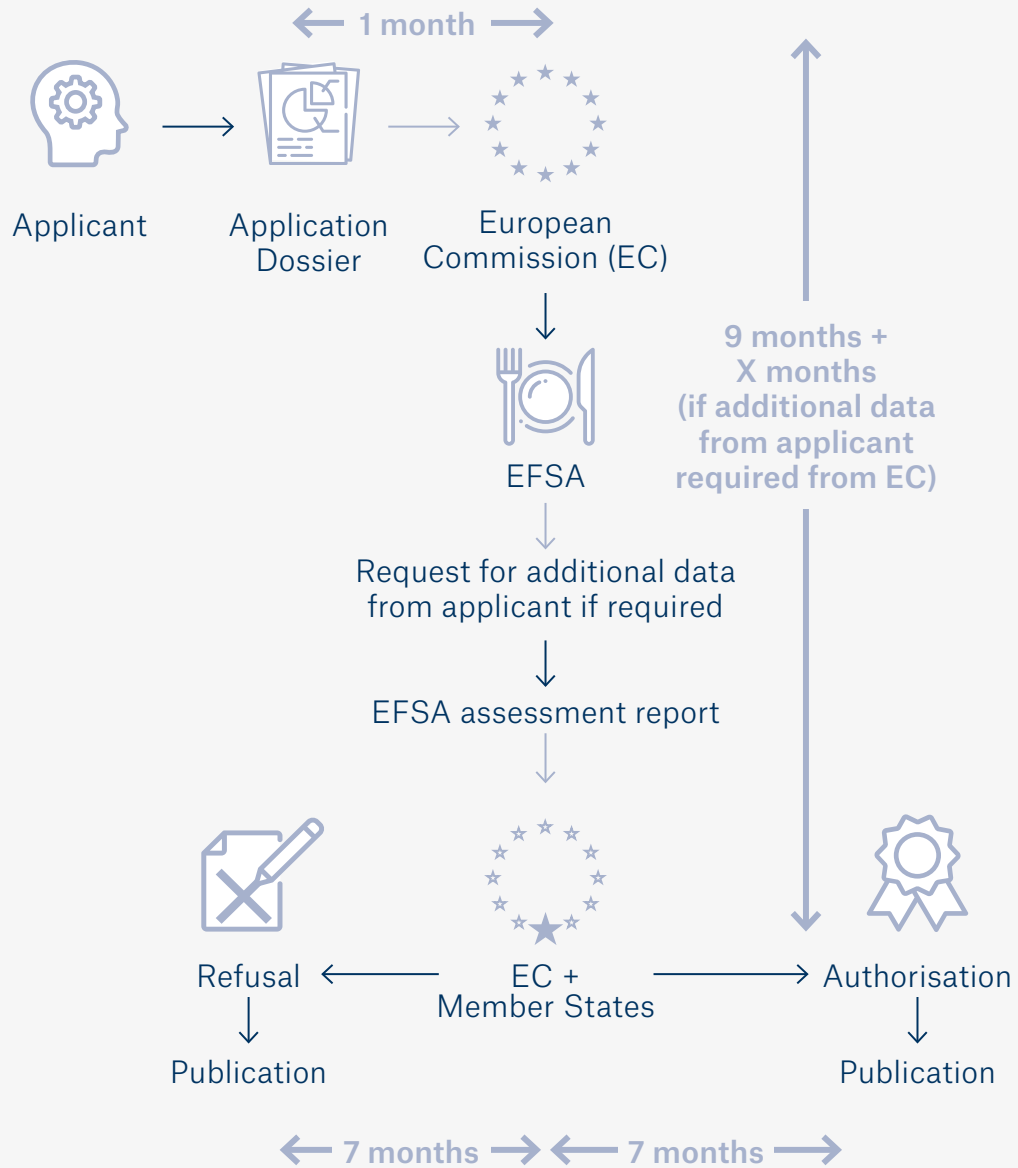 1 month
Applicant
Application
Dossier
European
Commission (EC)
9 months +
X months
(if additional data
from applicant
required from EC)
EFSA
Request for additional data
from applicant if required
EFSA assessment report
Refusal
EC +
Member States
Authorisation
Publication
Publication
7 months
7 months